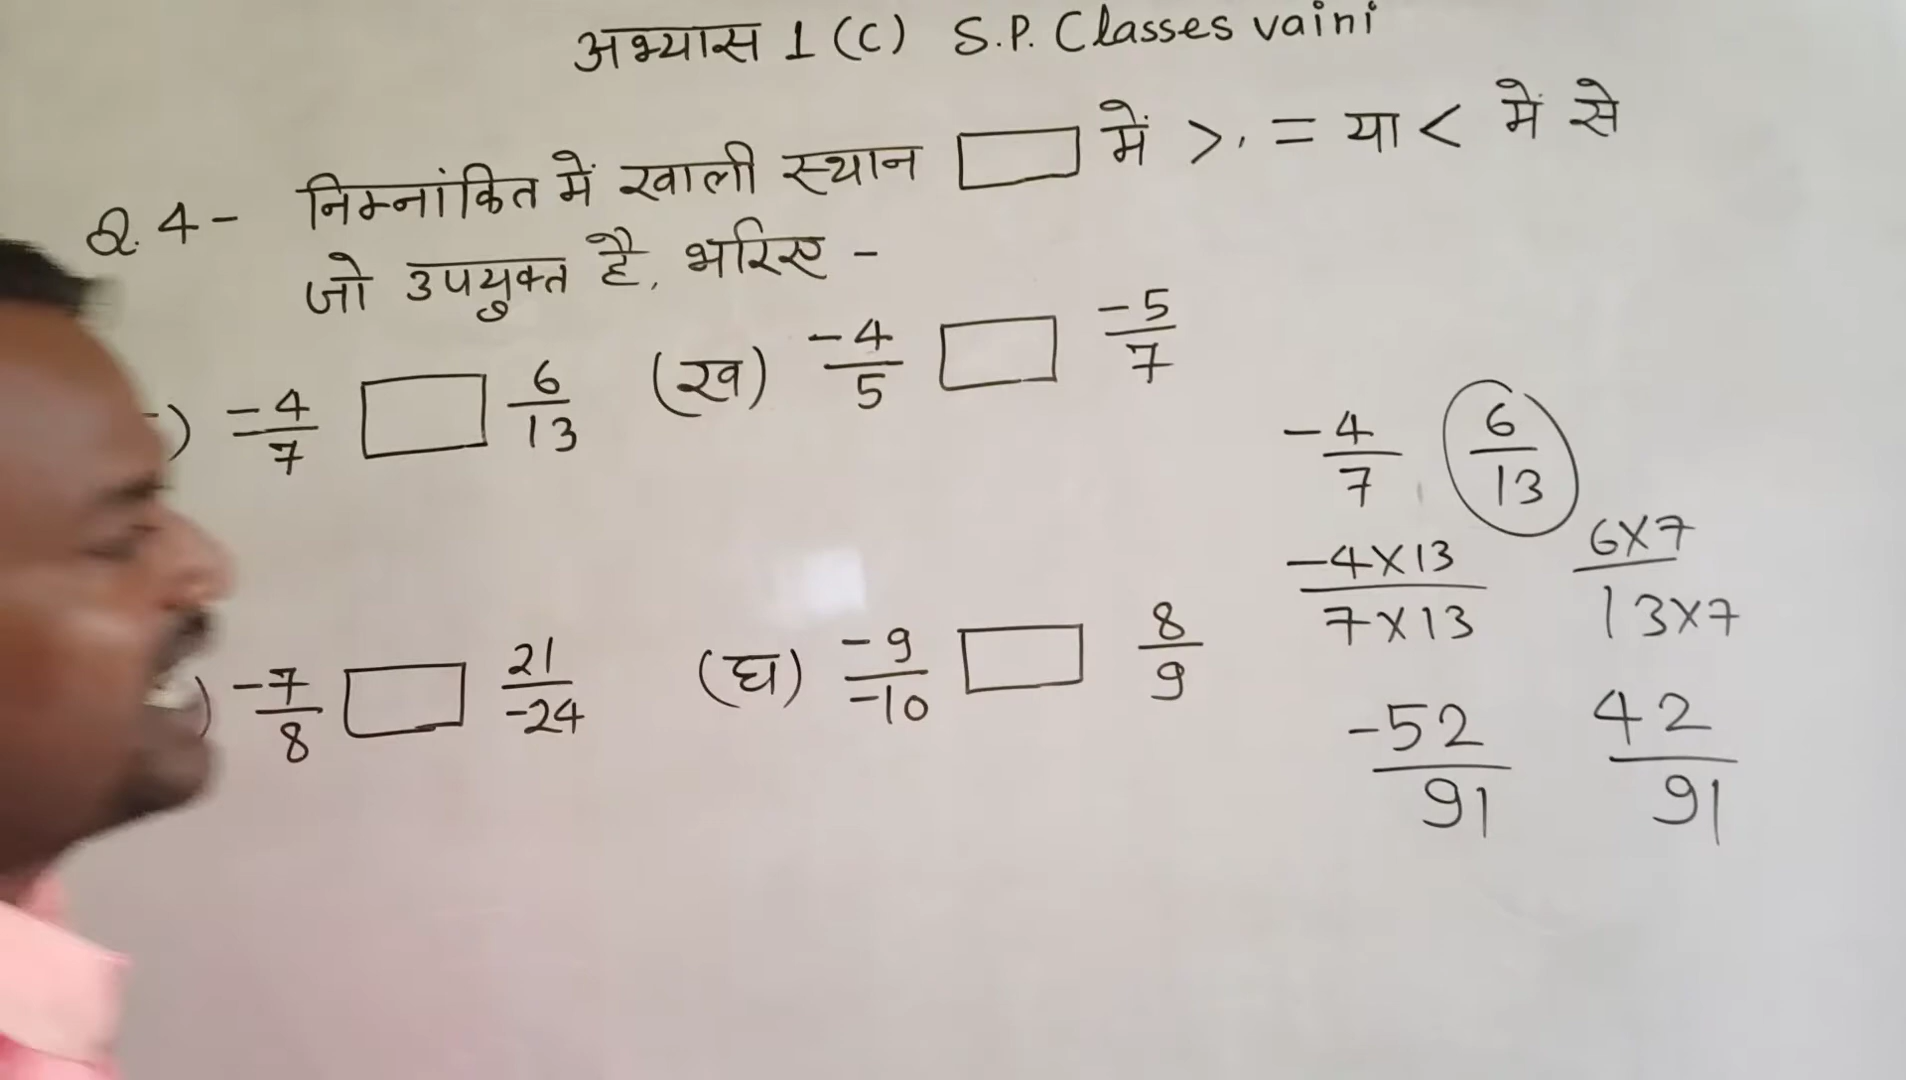 अभ्यास 1 (C) S.P. Classes vaini
Q. 4- निम्नांकित में खाली स्थान में >, = या < में से
जो उपयुक्त है, भरिए -
) -4/7 6/13 (ख) -4/5 -5/7
) -7/8 21/-24 (घ) -9/-10 8/9
-4/7 6/13
-4×13/7×13 6×7/13×7
-52/91 42/91